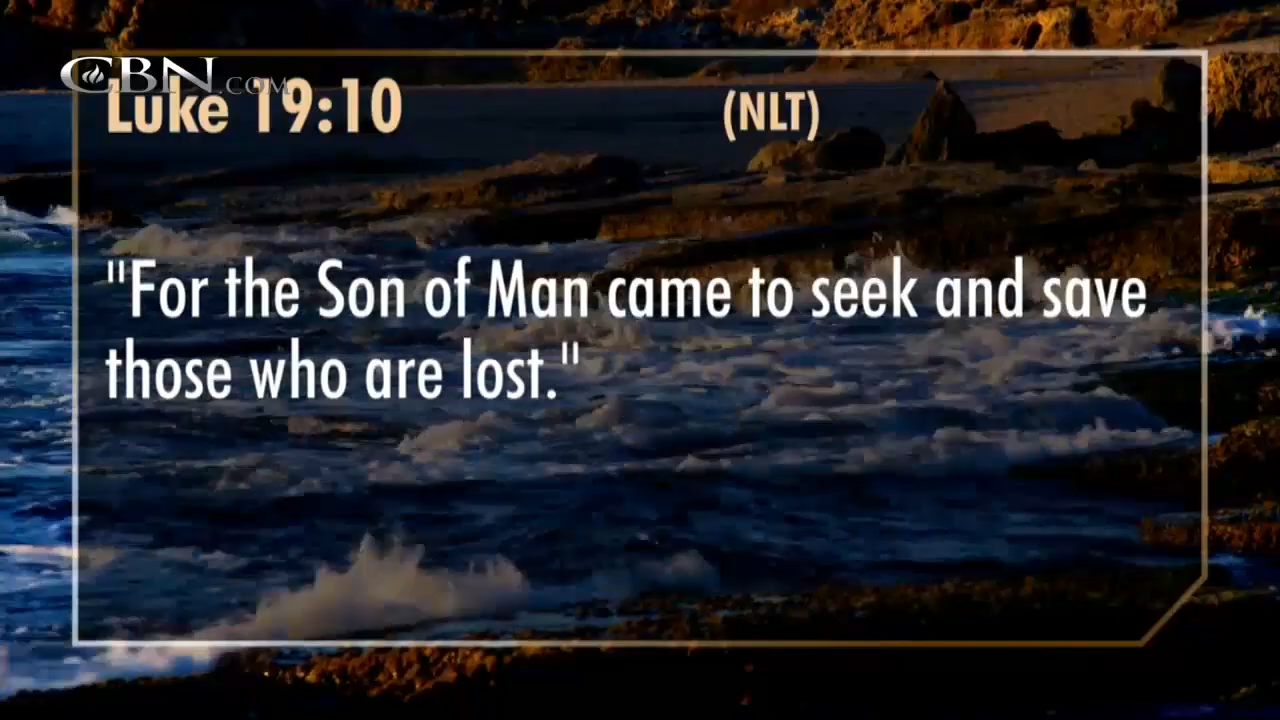 CBN.COM
Luke 19:10 (NLT)
"For the Son of Man came to seek and save
those who are lost."